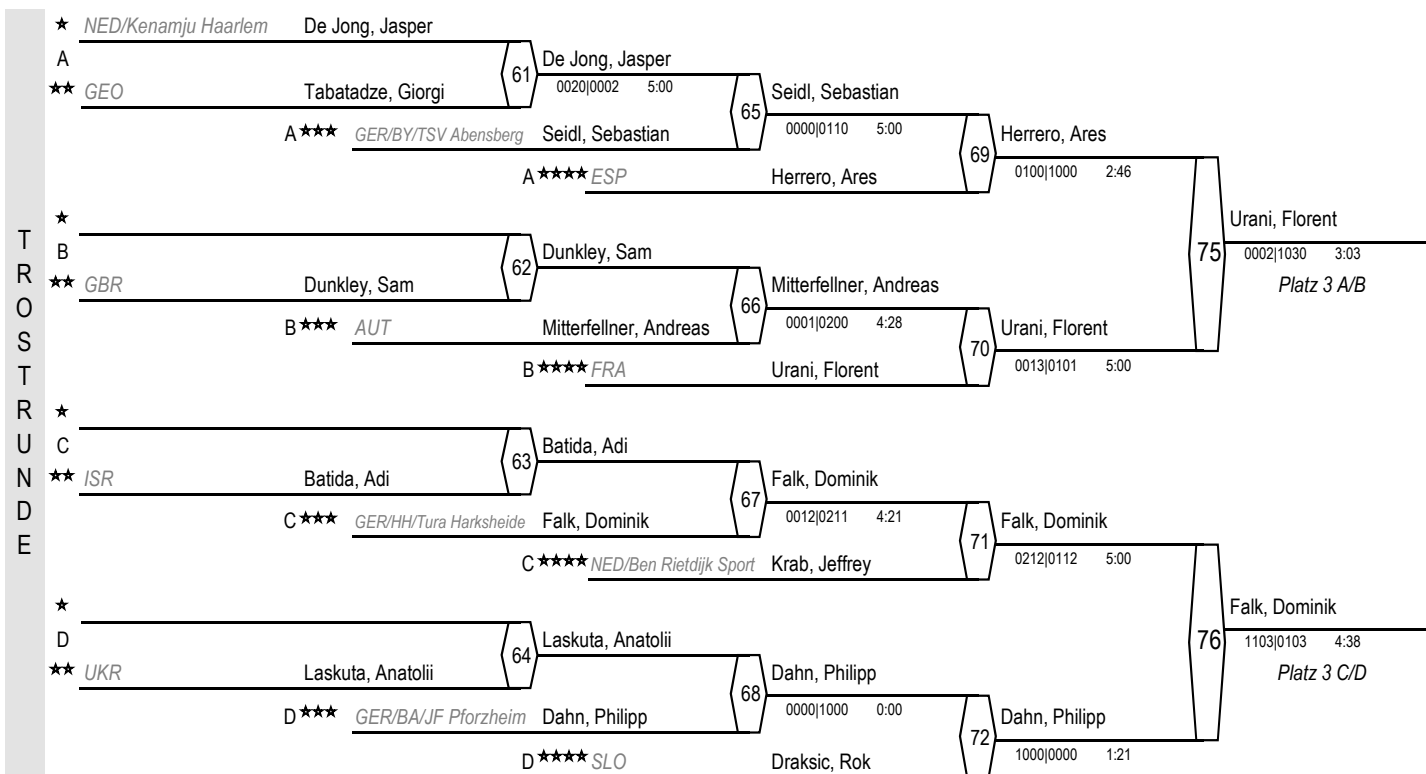 TROSTRUNDE
★ NED/Kenamju Haarlem De Jong, Jasper
A
★★ GEO Tabatadze, Giorgi
61
De Jong, Jasper
0020|0002 5:00
A ★★★ GER/BY/TSV Abensberg Seidl, Sebastian
65
Seidl, Sebastian
0000|0110 5:00
A ★★★★ ESP Herrero, Ares
69
Herrero, Ares
0100|1000 2:46
★
B
★★ GBR Dunkley, Sam
62
Dunkley, Sam
B ★★★ AUT Mitterfellner, Andreas
66
Mitterfellner, Andreas
0001|0200 4:28
B ★★★★ FRA Urani, Florent
70
Urani, Florent
0013|0101 5:00
75
Urani, Florent
0002|1030 3:03
Platz 3 A/B
★
C
★★ ISR Batida, Adi
63
Batida, Adi
C ★★★ GER/HH/Tura Harksheide Falk, Dominik
67
Falk, Dominik
0012|0211 4:21
C ★★★★ NED/Ben Rietdijk Sport Krab, Jeffrey
71
Falk, Dominik
0212|0112 5:00
★
D
★★ UKR Laskuta, Anatolii
64
Laskuta, Anatolii
D ★★★ GER/BA/JF Pforzheim Dahn, Philipp
68
Dahn, Philipp
0000|1000 0:00
D ★★★★ SLO Draksic, Rok
72
Dahn, Philipp
1000|0000 1:21
76
Falk, Dominik
1103|0103 4:38
Platz 3 C/D